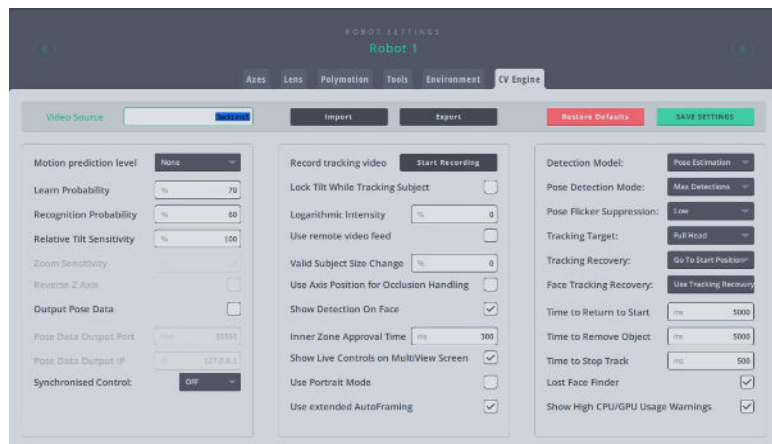 ROBOT SETTINGS
Robot 1
Axes Lens Polymotion Tools Environment CV Engine
Video Source DeckLink5 Import Export Restore Defaults SAVE SETTINGS
Motion prediction level None
Learn Probability % 70
Recognition Probability % 60
Relative Tilt Sensitivity % 100
Zoom Sensitivity
Reverse Z Axis
Output Pose Data
Pose Data Output Port 55555
Pose Data Output IP IP 127.0.0.1
Synchronised Control: OFF
Record tracking video Start Recording
Lock Tilt While Tracking Subject
Logarithmic Intensity % 0
Use remote video feed
Valid Subject Size Change % 0
Use Axis Position for Occlusion Handling
Show Detection On Face
Inner Zone Approval Time ms 300
Show Live Controls on MultiView Screen
Use Portrait Mode
Use extended AutoFraming
Detection Model: Pose Estimation
Pose Detection Mode: Max Detections
Pose Flicker Suppression: Low
Tracking Target: Full Head
Tracking Recovery: Go To Start Position
Face Tracking Recovery: Use Tracking Recovery
Time to Return to Start ms 5000
Time to Remove Object ms 5000
Time to Stop Track ms 500
Lost Face Finder
Show High CPU/GPU Usage Warnings